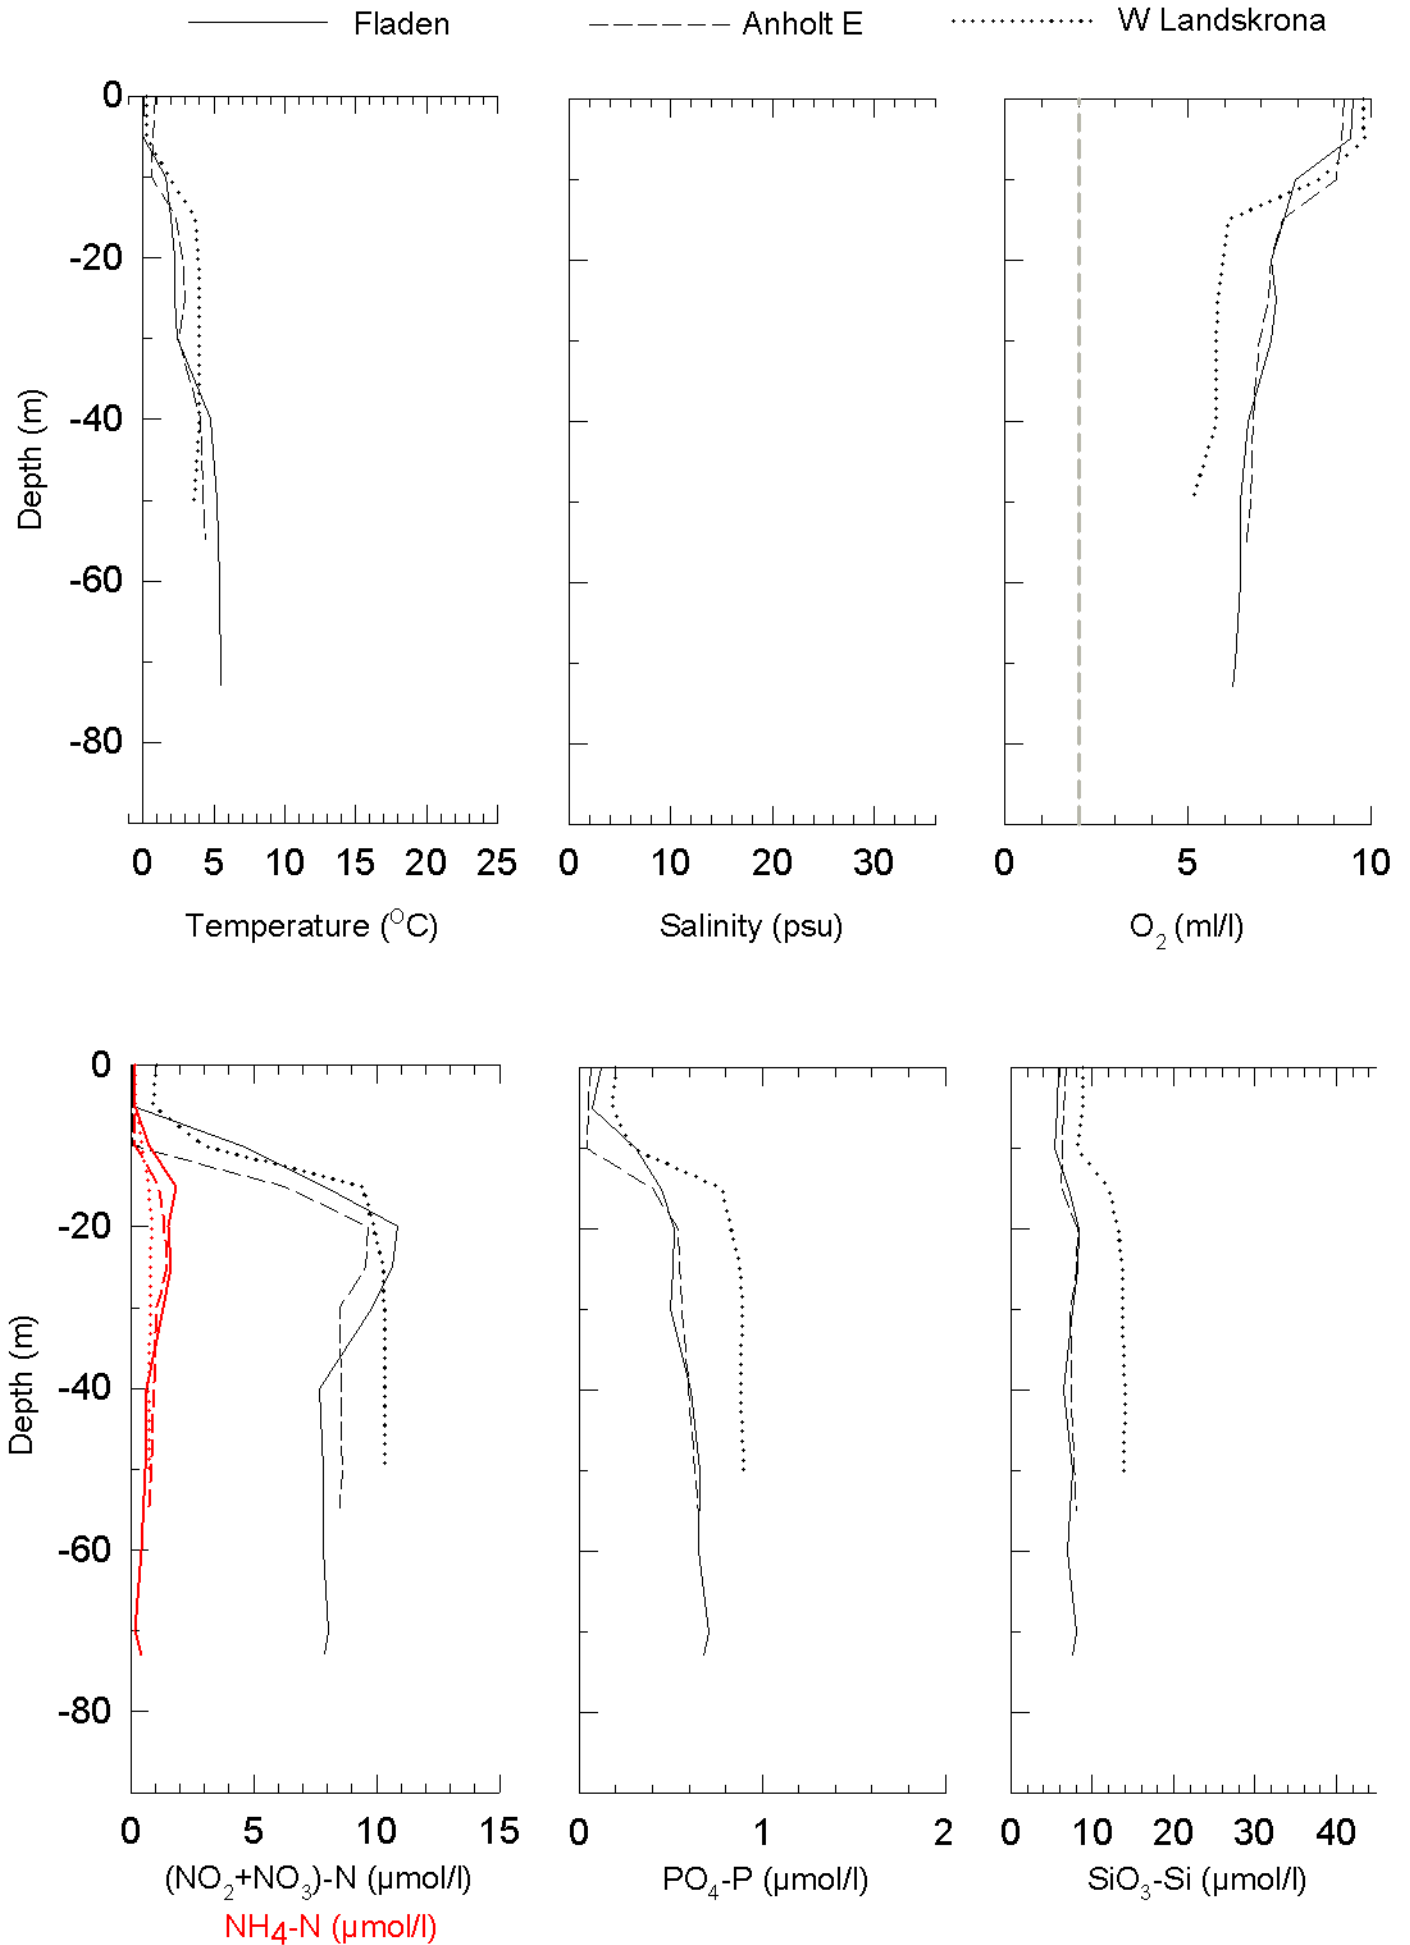 Fladen Anholt E W Landskrona
0
-20
-40
-60
-80
Depth (m)
0 5 10 15 20 25
0 10 20 30
0 5 10
Temperature (°C) Salinity (psu) O2 (ml/l)
0
-20
-40
-60
-80
Depth (m)
0 5 10 15
0 1 2
0 10 20 30 40
(NO2+NO3)-N (µmol/l) PO4-P (µmol/l) SiO3-Si (µmol/l)
NH4-N (µmol/l)